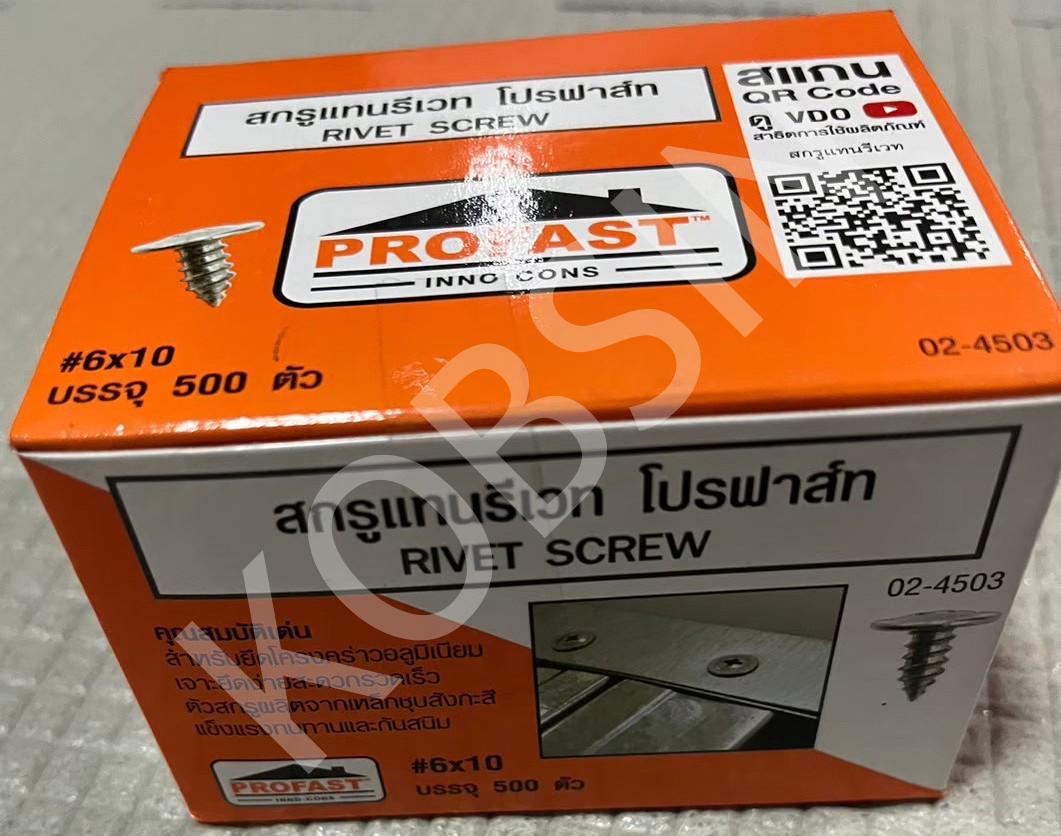 สกรูแทนรีเวท โปรฟาส์ท
RIVET SCREW
สแกน
QR Code
ดู VDO
สาธิตการใช้ผลิตภัณฑ์
สกรูแทนรีเวท
PROFAST™
INNO CONS
#6x10
บรรจุ 500 ตัว
02-4503
สกรูแทนรีเวท โปรฟาส์ท
RIVET SCREW
02-4503
คุณสมบัติเด่น
สำหรับยึดโครงคร่าวอลูมิเนียม
เจาะยึดง่ายสะดวกรวดเร็ว
ตัวสกรูผลิตจากเหล็กชุบสังกะสี
แข็งแรงทนทานและกันสนิม
PROFAST
INNO-CONS
#6x10
บรรจุ 500 ตัว